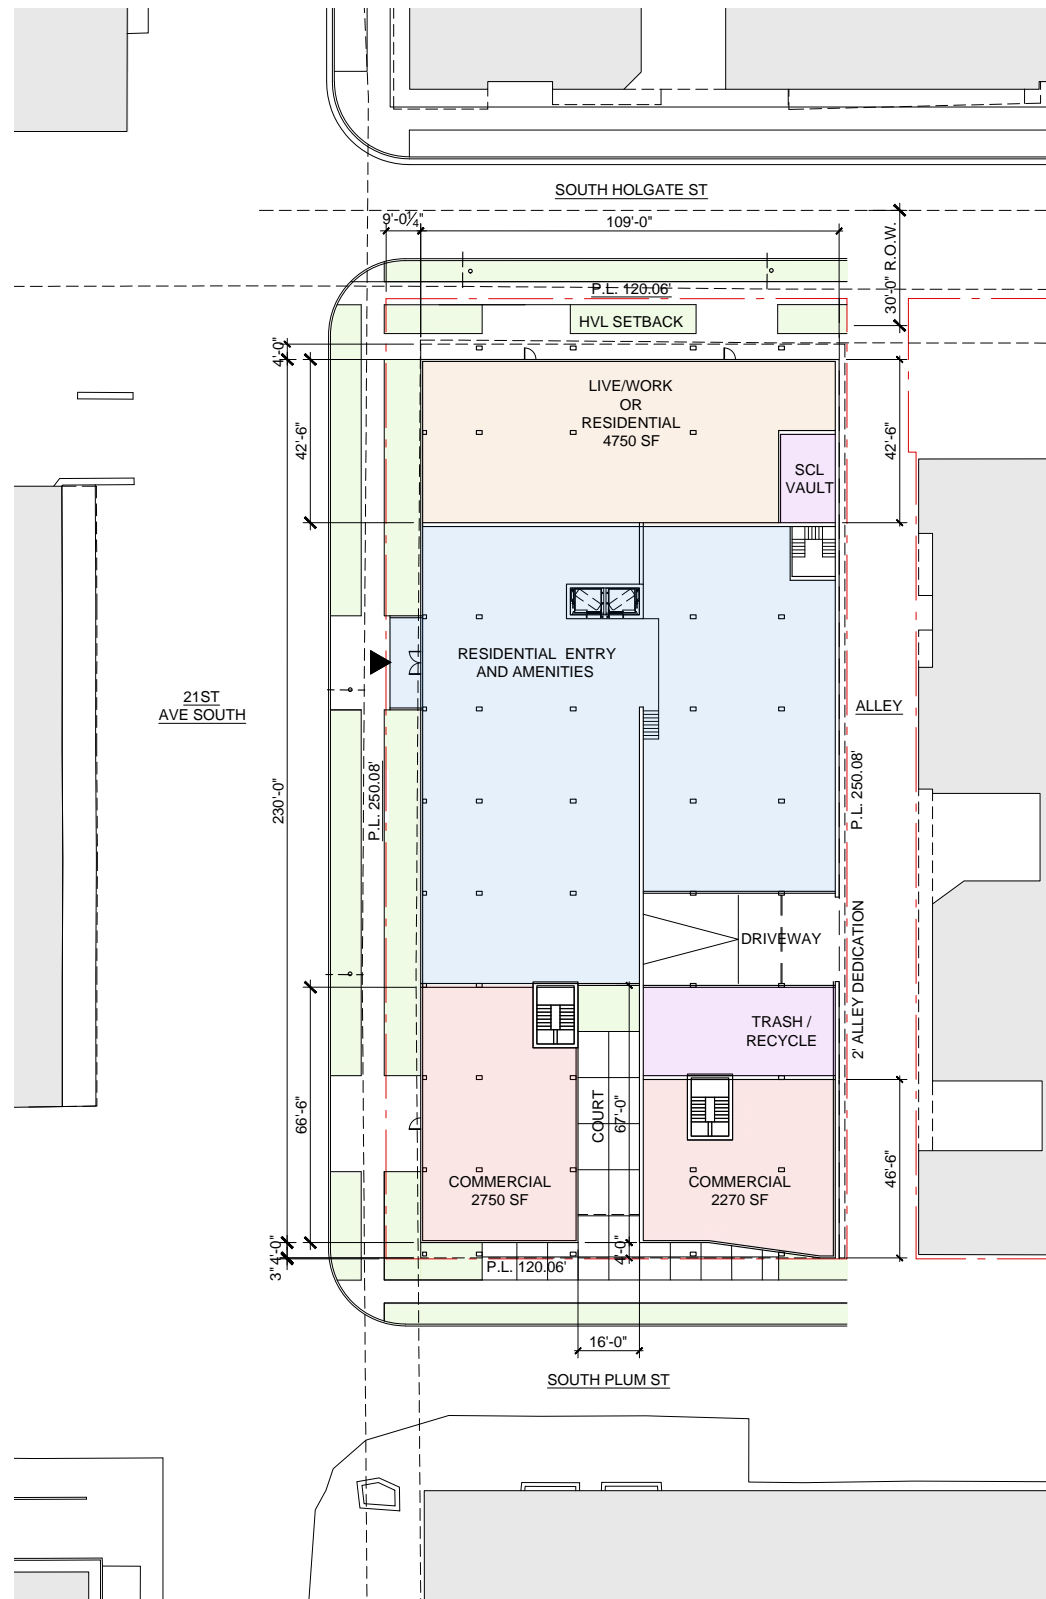 SOUTH HOLGATE ST
9'-0¼"
109'-0"
30'-0" R.O.W.
P.L. 120.06'
HVL SETBACK
4'-0"
LIVE/WORK
OR
RESIDENTIAL
4750 SF
42'-6"
42'-6"
SCL
VAULT
RESIDENTIAL ENTRY
AND AMENITIES
21ST
AVE SOUTH
ALLEY
230'-0"
P.L. 250.08'
P.L. 250.08'
DRIVEWAY
2' ALLEY DEDICATION
TRASH /
RECYCLE
66'-6"
COURT
67'-0"
46'-6"
COMMERCIAL
2750 SF
COMMERCIAL
2270 SF
4'-0"
3"
4'-0"
P.L. 120.06'
16'-0"
SOUTH PLUM ST